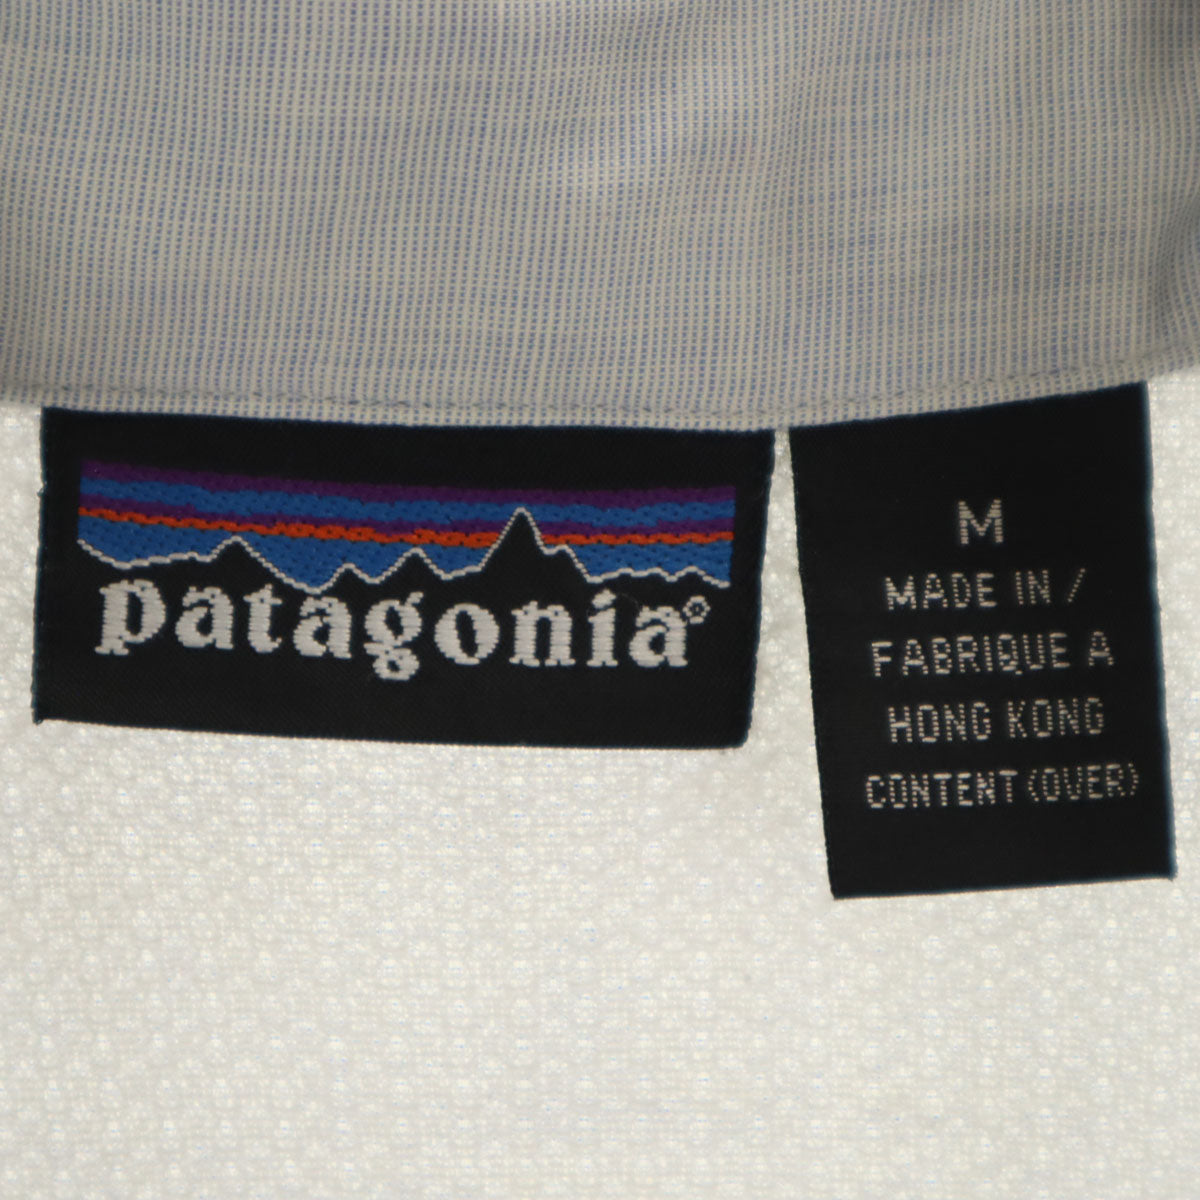 patagonia®
M
MADE IN /
FABRIQUE A
HONG KONG
CONTENT (OVER)